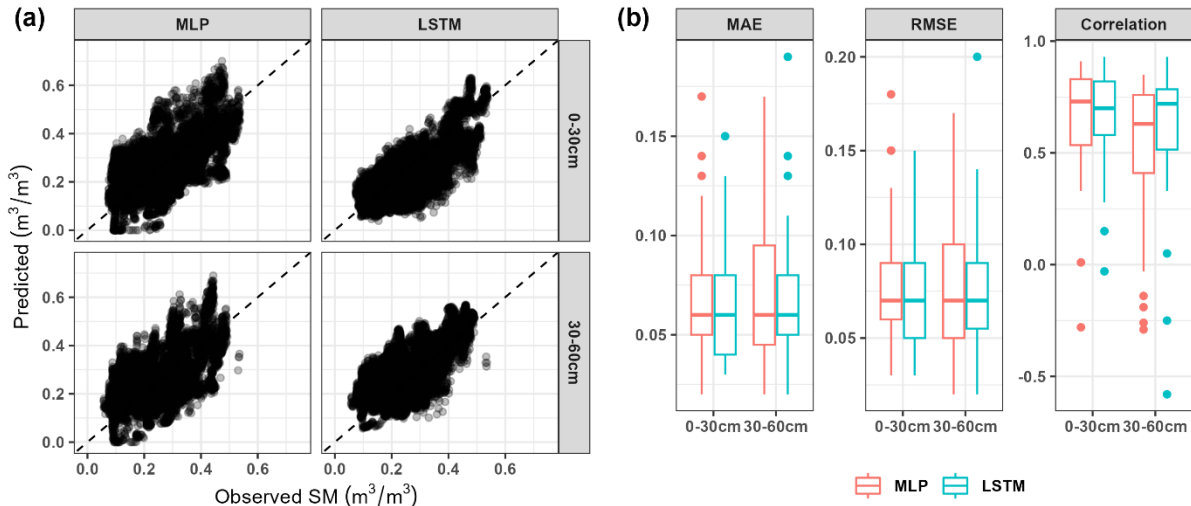 (a)
MLP
LSTM
0.6
0.4
0.2
0.0
0-30cm
0.6
0.4
0.2
0.0
30-60cm
Predicted (m³/m³)
0.0 0.2 0.4 0.6 0.0 0.2 0.4 0.6
Observed SM (m³/m³)
(b)
MAE
0.15
0.10
0.05
0-30cm 30-60cm
RMSE
0.20
0.15
0.10
0.05
0-30cm 30-60cm
Correlation
1.0
0.5
0.0
-0.5
0-30cm 30-60cm
MLP LSTM